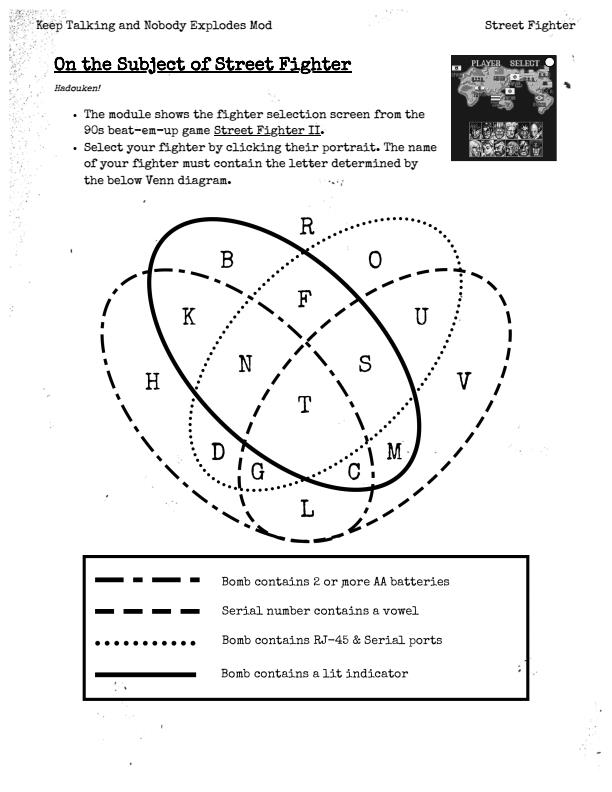 Keep Talking and Nobody Explodes Mod
Street Fighter
On the Subject of Street Fighter
Hadouken!
PLAYER SELECT
• The module shows the fighter selection screen from the
90s beat-em-up game Street Fighter II.
• Select your fighter by clicking their portrait. The name
of your fighter must contain the letter determined by
the below Venn diagram.
R
B
O
F
K
U
N
S
H
V
T
D
M
G
C
L
Bomb contains 2 or more AA batteries
Serial number contains a vowel
Bomb contains RJ-45 & Serial ports
Bomb contains a lit indicator